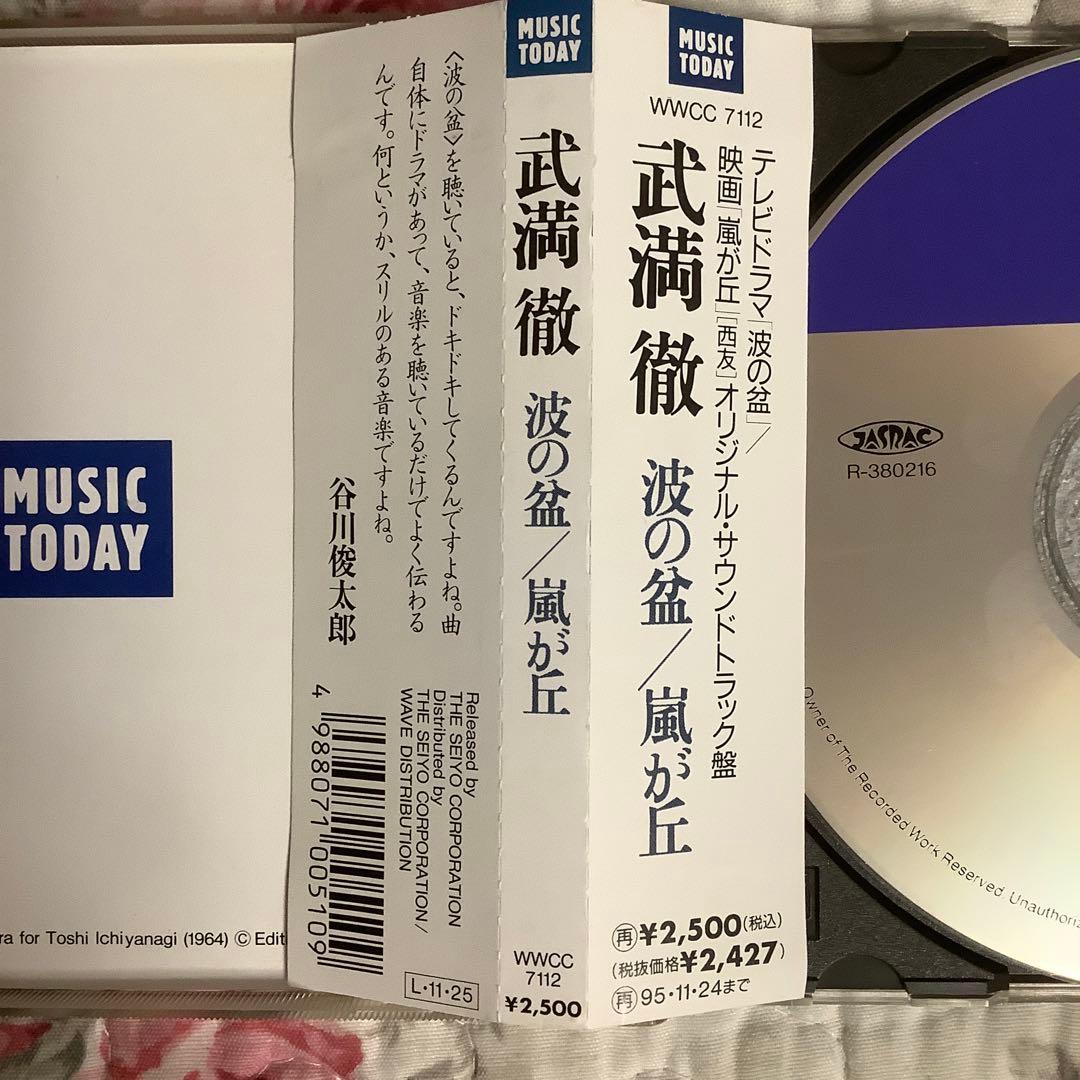 MUSIC
TODAY
ra for Toshi Ichiyanagi (1964) © Edit
〈波の盆〉を聴いていると、ドキドキしてくるんですよね。曲
自体にドラマがあって、音楽を聴いているだけでよく伝わる
んです。何というか、スリルのある音楽ですよね。
谷川俊太郎
Released by
THE SEIYO CORPORATION
Distributed by
THE SEIYO CORPORATION/
WAVE DISTRIBUTION
4 988071 005109
L・11・25
MUSIC
TODAY
武満 徹 波の盆/嵐が丘
WWCC
7112
¥2,500
MUSIC
TODAY
WWCC 7112
テレビドラマ「波の盆」/
映画「嵐が丘」[西友]オリジナル・サウンドトラック盤
武満 徹 波の盆/嵐が丘
再¥2,500(税込)
(税抜価格¥2,427)
再95・11・24まで
JASRAC
R-380216
Owner of The Recorded Work Reserved. Unauthoriz